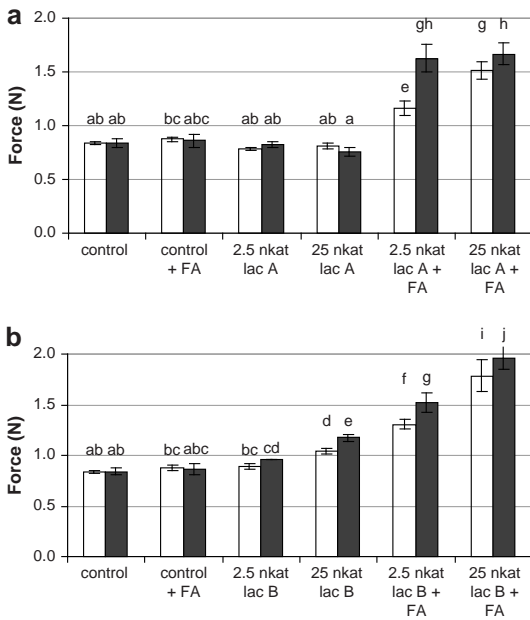 a
2.0
gh
g
h
1.5
e
Force (N)
ab ab
bc abc
ab ab
ab a
1.0
0.5
0.0
control
control
+ FA
2.5 nkat
lac A
25 nkat
lac A
2.5 nkat
lac A +
FA
25 nkat
lac A +
FA
b
2.0
i
j
f
g
1.5
d
e
Force (N)
ab ab
bc abc
bc cd
1.0
0.5
0.0
control
control
+ FA
2.5 nkat
lac B
25 nkat
lac B
2.5 nkat
lac B +
FA
25 nkat
lac B +
FA